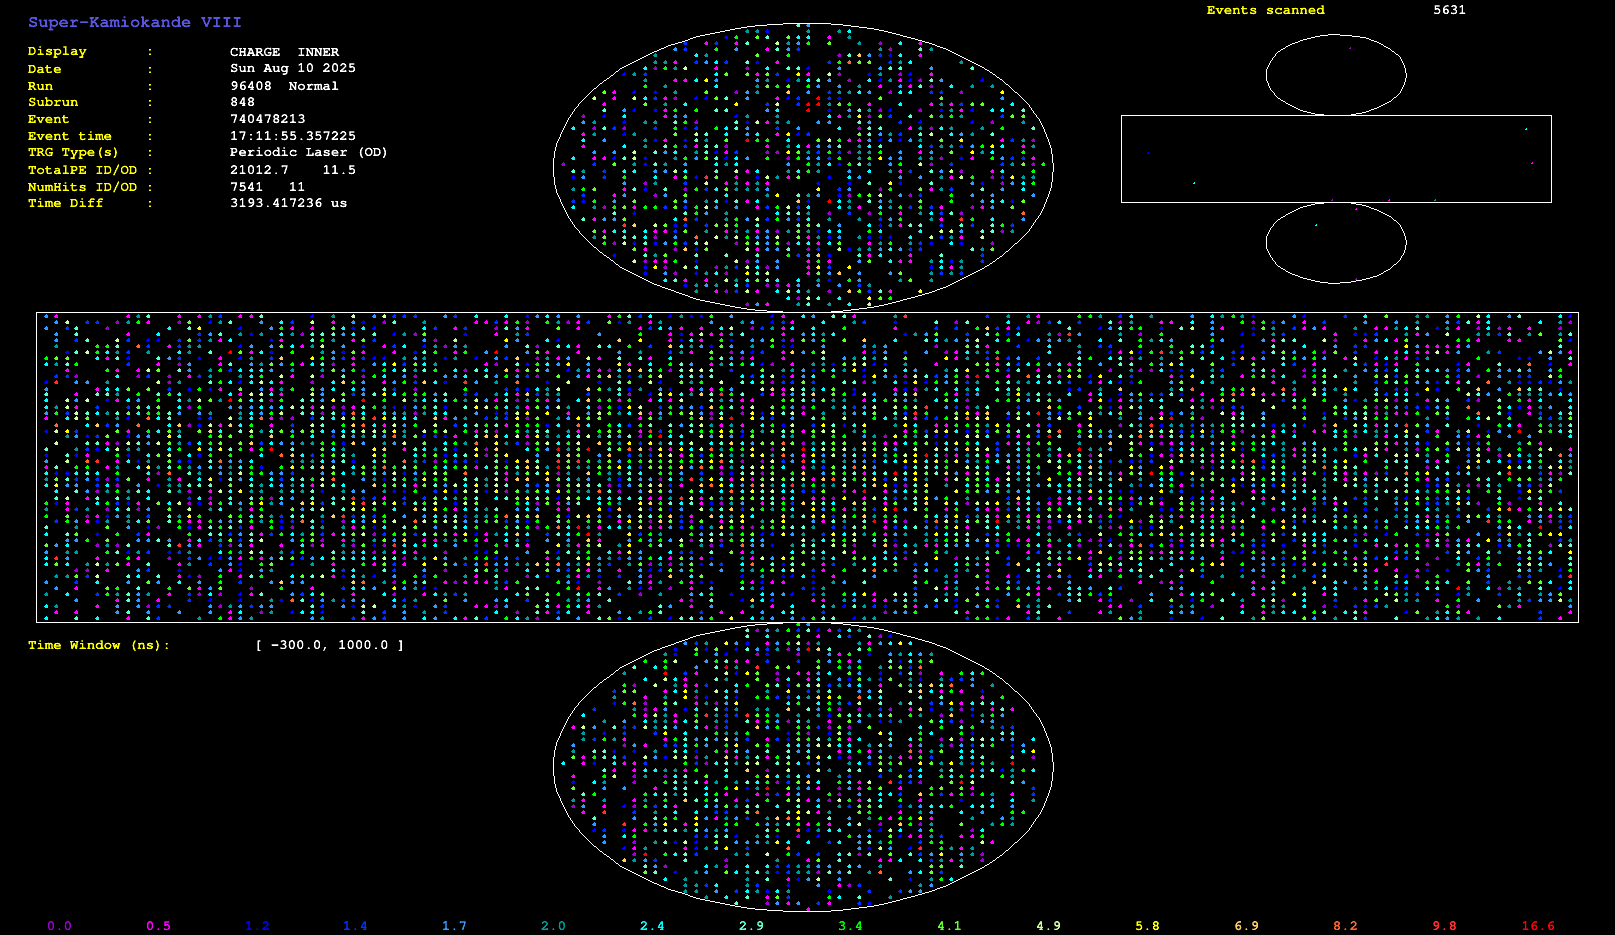 Super-Kamiokande VIII
Events scanned 5631
Display : CHARGE INNER
Date : Sun Aug 10 2025
Run : 96408 Normal
Subrun : 848
Event : 740478213
Event time : 17:11:55.357225
TRG Type(s) : Periodic Laser (OD)
TotalPE ID/OD : 21012.7 11.5
NumHits ID/OD : 7541 11
Time Diff : 3193.417236 us
Time Window (ns): [ -300.0, 1000.0 ]
0.0 0.5 1.2 1.4 1.7 2.0 2.4 2.9 3.4 4.1 4.9 5.8 6.9 8.2 9.8 16.6